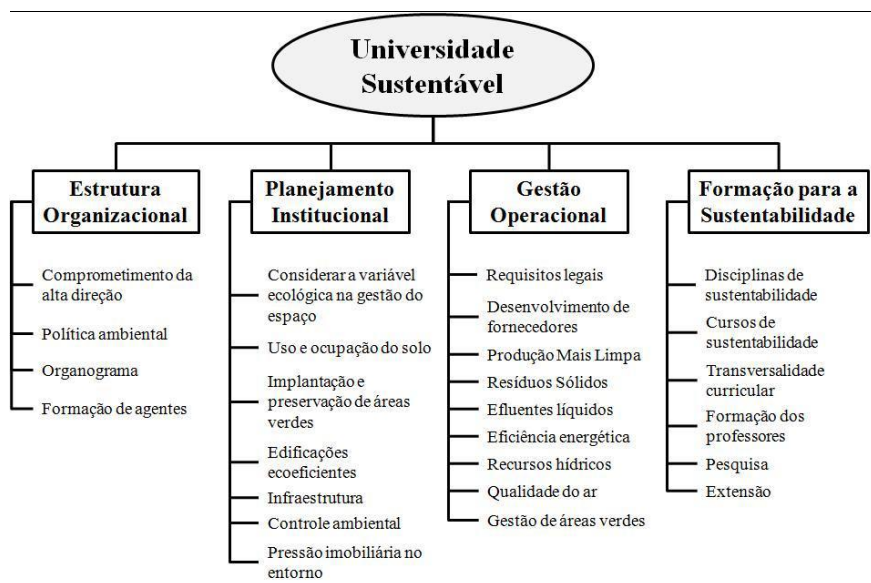 Universidade
Sustentável
Estrutura
Organizacional
Comprometimento da
alta direção
Política ambiental
Organograma
Formação de agentes
Planejamento
Institucional
Considerar a variável
ecológica na gestão do
espaço
Uso e ocupação do solo
Implantação e
preservação de áreas
verdes
Edificações
ecoeficientes
Infraestrutura
Controle ambiental
Pressão imobiliária no
entorno
Gestão
Operacional
Requisitos legais
Desenvolvimento de
fornecedores
Produção Mais Limpa
Resíduos Sólidos
Efluentes líquidos
Eficiência energética
Recursos hídricos
Qualidade do ar
Gestão de áreas verdes
Formação para a
Sustentabilidade
Disciplinas de
sustentabilidade
Cursos de
sustentabilidade
Transversalidade
curricular
Formação dos
professores
Pesquisa
Extensão